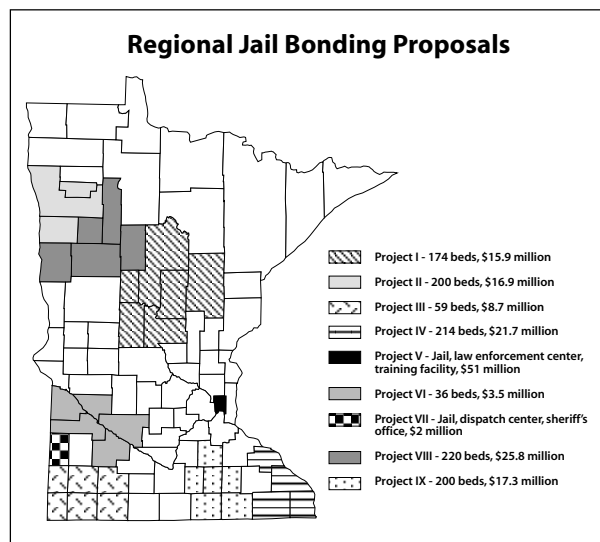 Regional Jail Bonding Proposals
Project I - 174 beds, $15.9 million
Project II - 200 beds, $16.9 million
Project III - 59 beds, $8.7 million
Project IV - 214 beds, $21.7 million
Project V - Jail, law enforcement center,
training facility, $51 million
Project VI - 36 beds, $3.5 million
Project VII - Jail, dispatch center, sheriff's
office, $2 million
Project VIII - 220 beds, $25.8 million
Project IX - 200 beds, $17.3 million